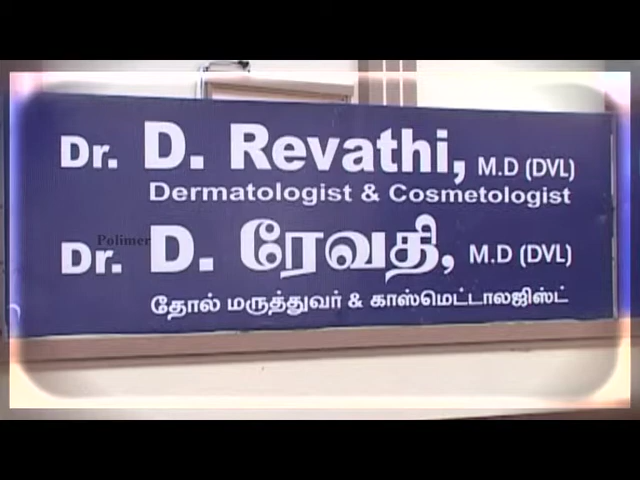 Dr. D. Revathi, M.D (DVL)
Dermatologist & Cosmetologist
Polimer
Dr. D. ரேவதி, M.D (DVL)
தோல் மருத்துவர் & காஸ்மெட்டாலஜிஸ்ட்